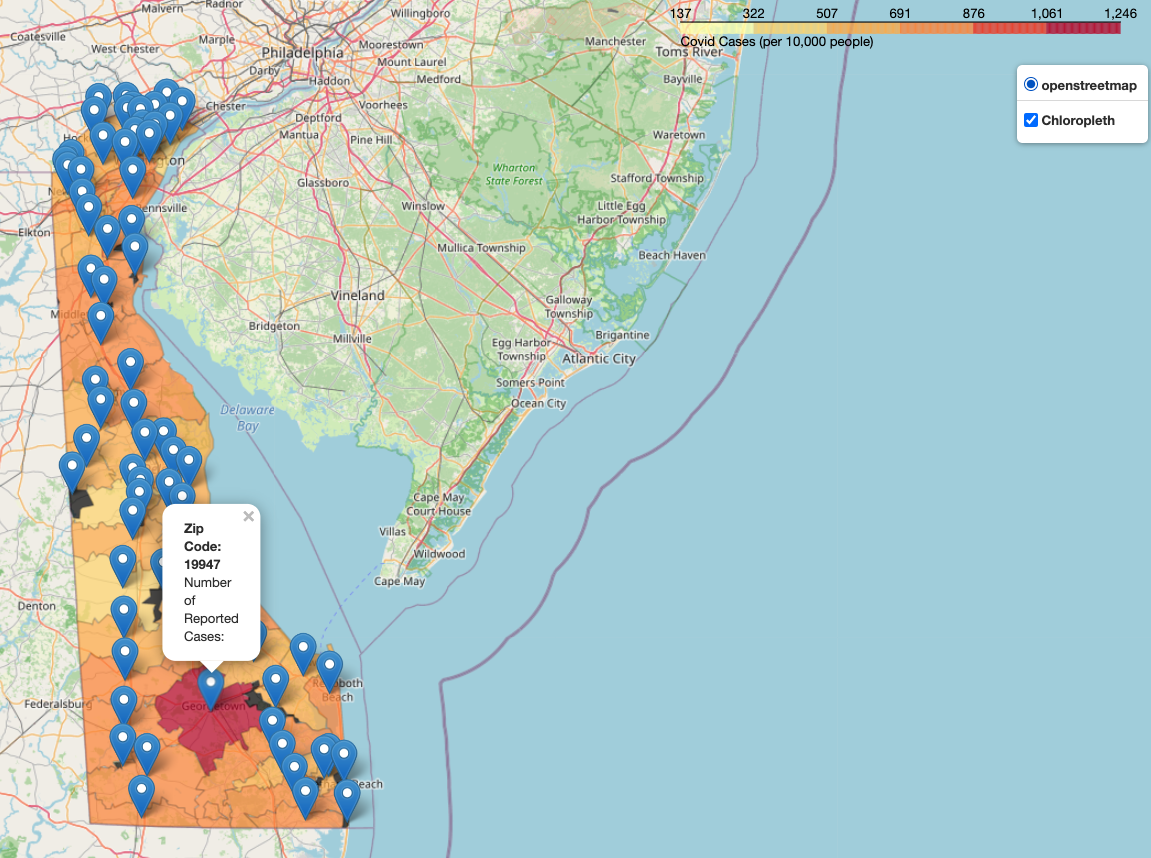 Malvern
Radnor
Willingboro
Coatesville
Marple
Moorestown
Manchester
West Chester
Philadelphia
Toms River
137 322 507 691 876 1,061 1,246
Covid Cases (per 10,000 people)
Mount Laurel
Darby
Haddon
Medford
Bayville
openstreetmap
Chester
Voorhees
Deptford
Chloropleth
Mantua
Pine Hill
Waretown
on
Wharton
State Forest
Glassboro
Stafford Township
ennsville
Winslow
Little Egg
Harbor Township
Elkton
Mullica Township
Beach Haven
Vineland
Galloway
Township
Middle
Bridgeton
Millville
Brigantine
Egg Harbor
Township
Atlantic City
Somers Point
Ocean City
Delaware
Bay
Cape May
Court House
Villas
Wildwood
Cape May
×
Zip
Code:
19947
Number
of
Reported
Cases:
Denton
Federalsburg
Georgetown
Rehoboth
Beach
Beach